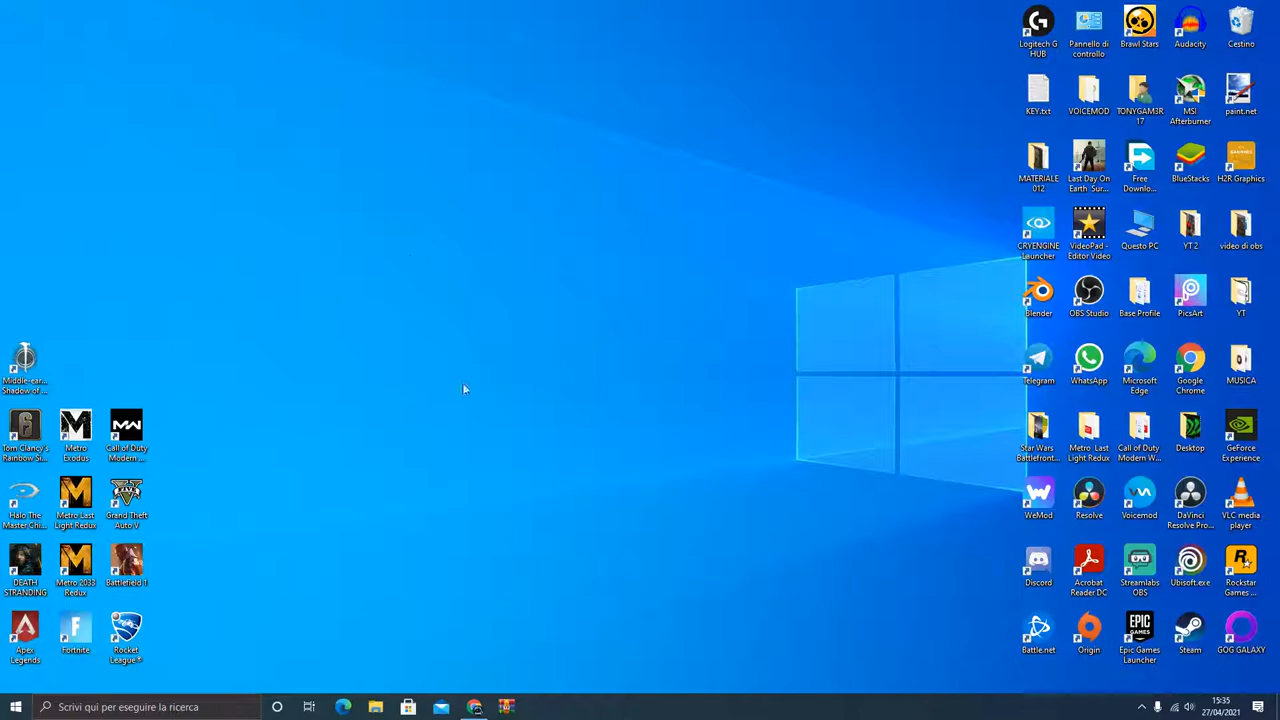 Logitech G
HUB
Pannello di
controllo
Brawl Stars
Audacity
Cestino
KEY.txt
VOICEMOD
TONYGAM3R
17
MSI
Afterburner
paint.net
MATERIALE
012
Last Day On
Earth Sur...
Free
Downlo...
BlueStacks
H2R Graphics
CRYENGINE
Launcher
VideoPad -
Editor Video
Questo PC
YT 2
video di obs
Blender
OBS Studio
Base Profile
PicsArt
YT
Middle-ear...
Shadow of ...
Telegram
WhatsApp
Microsoft
Edge
Google
Chrome
MUSICA
Tom Clancy's
Rainbow Si...
Metro
Exodus
Call of Duty
Modern ...
Star Wars
Battlefront...
Metro Last
Light Redux
Call of Duty
Modern W...
Desktop
GeForce
Experience
Halo The
Master Chi...
Metro Last
Light Redux
Grand Theft
Auto V
WeMod
Resolve
Voicemod
DaVinci
Resolve Pro...
VLC media
player
DEATH
STRANDING
Metro 2033
Redux
Battlefield 1
Discord
Acrobat
Reader DC
Streamlabs
OBS
Ubisoft.exe
Rockstar
Games ...
Apex
Legends
Fortnite
Rocket
League®
Battle.net
Origin
EPIC
GAMES
Epic Games
Launcher
Steam
GOG GALAXY
Scrivi qui per eseguire la ricerca
15:35
27/04/2021